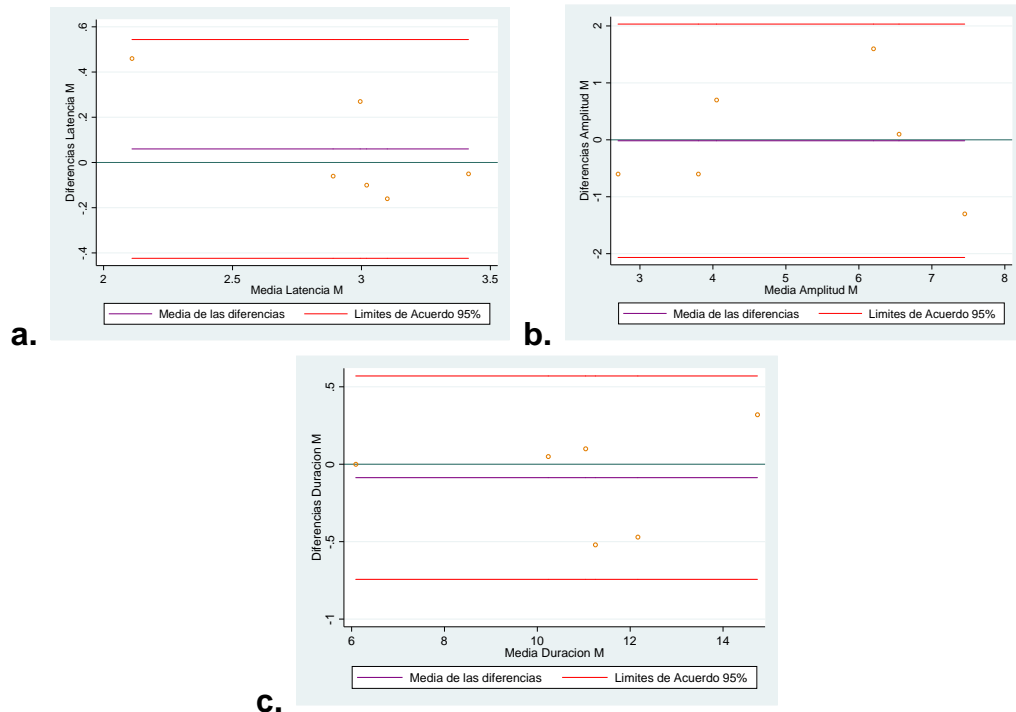 Diferencias Latencia M
.6
.4
.2
0
-.2
-.4
2
2.5
3
3.5
Media Latencia M
Media de las diferencias
Limites de Acuerdo 95%
a.
Diferencias Amplitud M
2
1
0
-1
-2
3
4
5
6
7
8
Media Amplitud M
Media de las diferencias
Limites de Acuerdo 95%
b.
Diferencias Duracion M
.5
0
-.5
-1
6
8
10
12
14
Media Duracion M
Media de las diferencias
Limites de Acuerdo 95%
c.